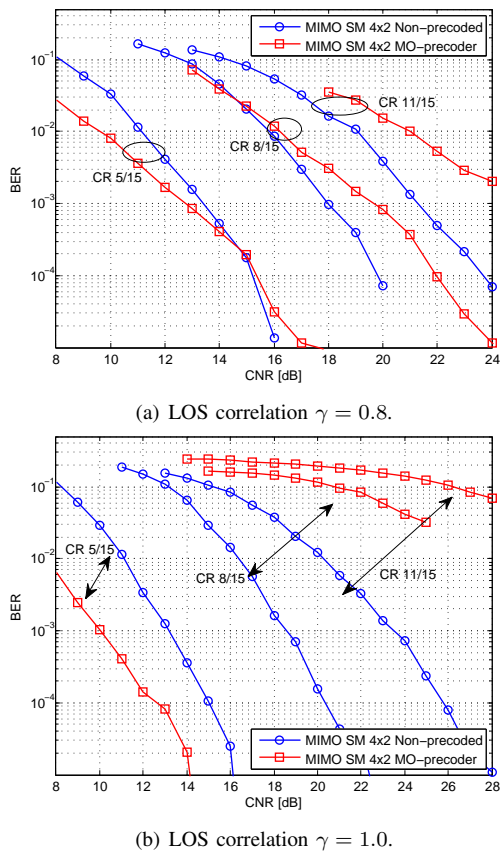 MIMO SM 4x2 Non−precoded
MIMO SM 4x2 MO−precoder
10⁻¹
10⁻²
10⁻³
10⁻⁴
BER
CR 11/15
CR 8/15
CR 5/15
8 10 12 14 16 18 20 22 24
CNR [dB]
(a) LOS correlation γ = 0.8.
10⁻¹
10⁻²
10⁻³
10⁻⁴
BER
CR 5/15
CR 8/15
CR 11/15
MIMO SM 4x2 Non−precoded
MIMO SM 4x2 MO−precoder
8 10 12 14 16 18 20 22 24 26 28
CNR [dB]
(b) LOS correlation γ = 1.0.